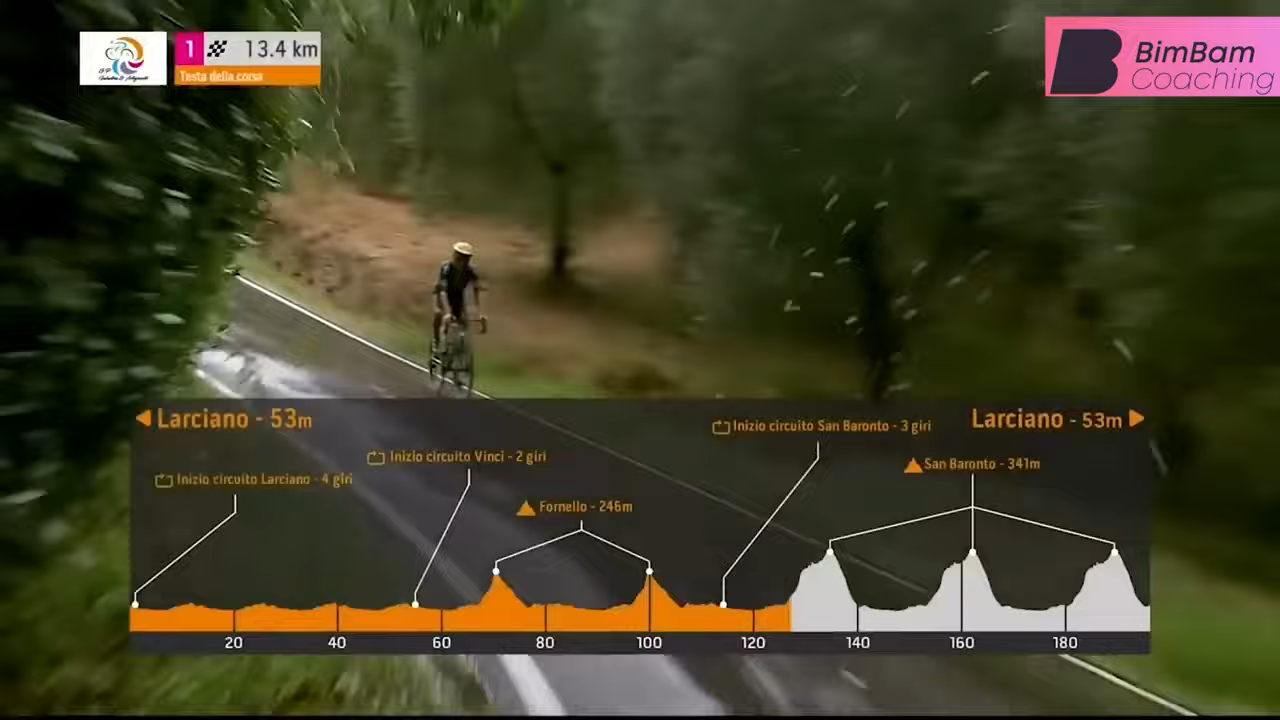 1 13.4 km
Testa della corsa
BimBam
Coaching
Larciano - 53m
Larciano - 53m
Inizio circuito San Baronto - 3 giri
Inizio circuito Vinci - 2 giri
San Baronto - 341m
Inizio circuito Larciano - 4 giri
Fornello - 246m
20 40 60 80 100 120 140 160 180